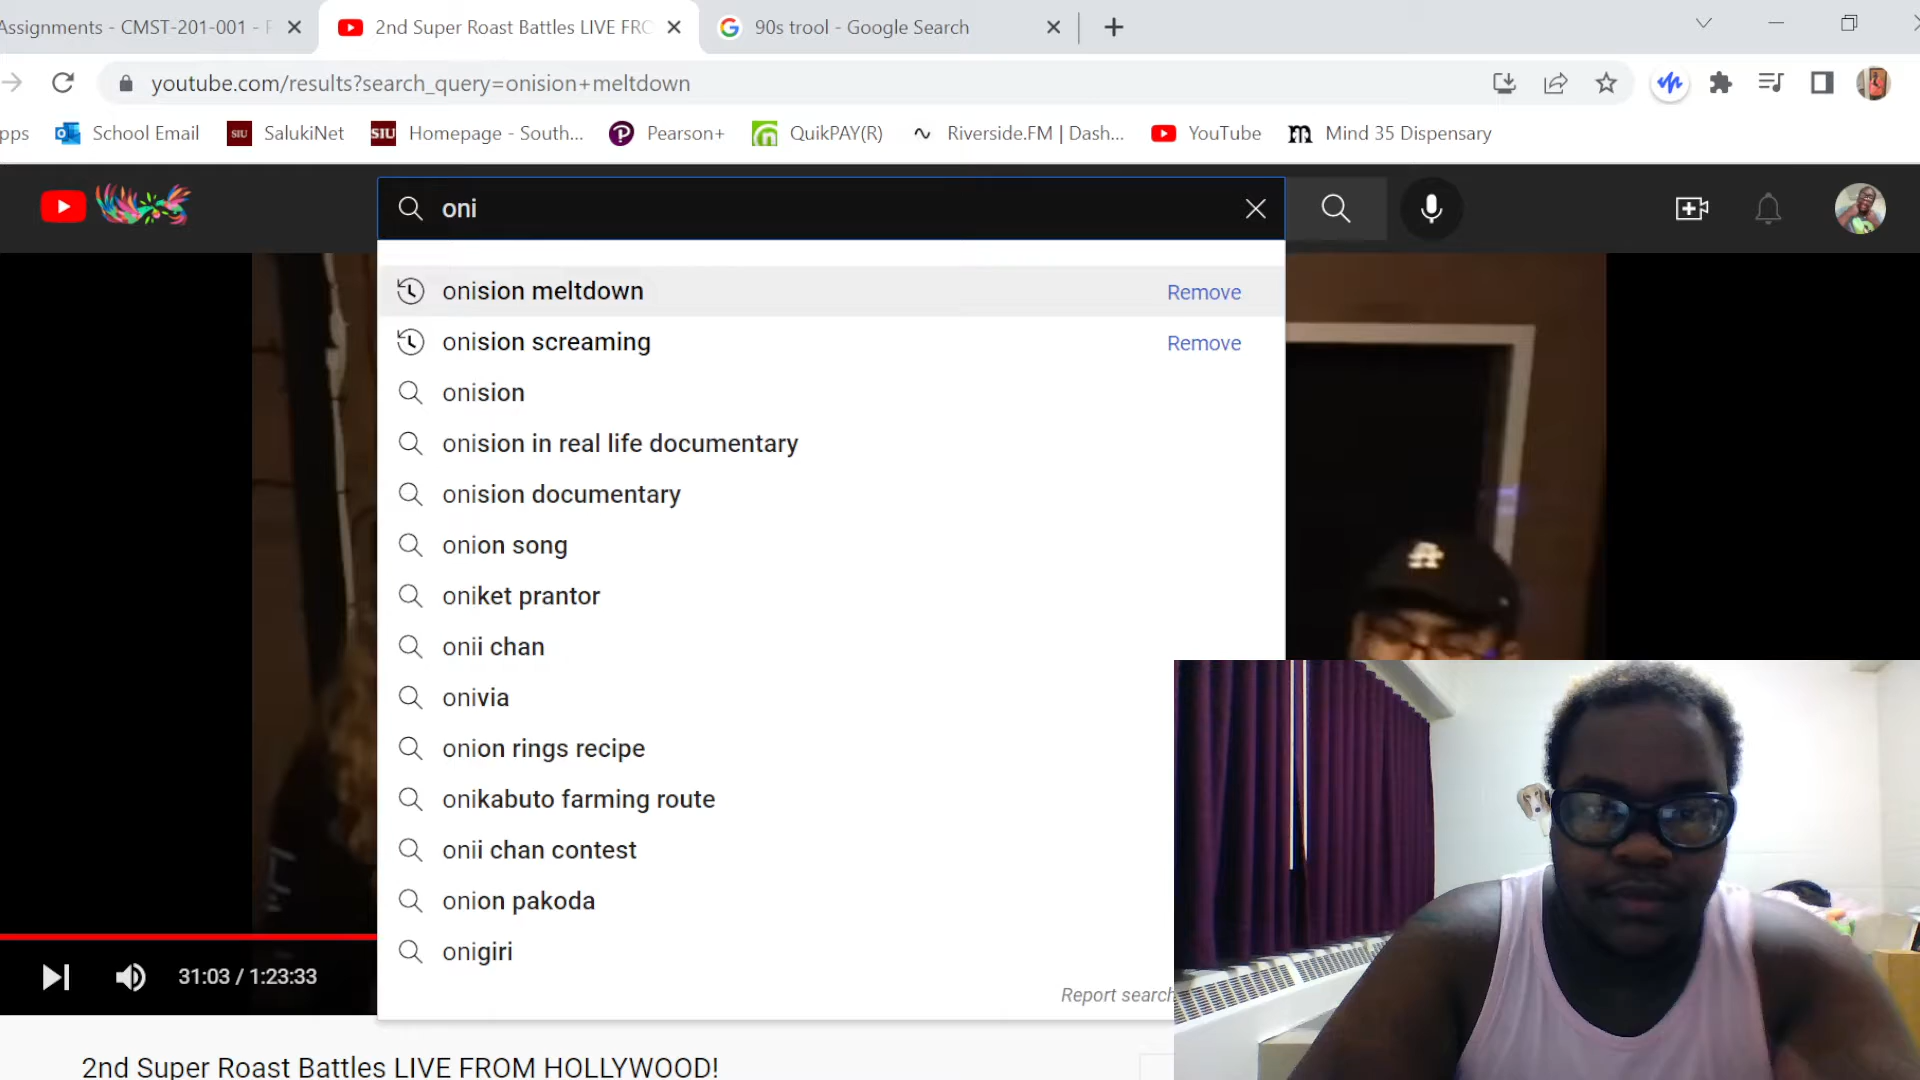 Assignments - CMST-201-001 -
2nd Super Roast Battles LIVE FRO
90s trool - Google Search
youtube.com/results?search_query=onision+meltdown
pps
School Email
SIU SalukiNet
SIU Homepage - South...
Pearson+
QuikPAY(R)
Riverside.FM | Dash...
YouTube
Mind 35 Dispensary
oni
onision meltdown Remove
onision screaming Remove
onision
onision in real life documentary
onision documentary
onion song
oniket prantor
onii chan
onivia
onion rings recipe
onikabuto farming route
onii chan contest
onion pakoda
onigiri
Report search
31:03 / 1:23:33
2nd Super Roast Battles LIVE FROM HOLLYWOOD!